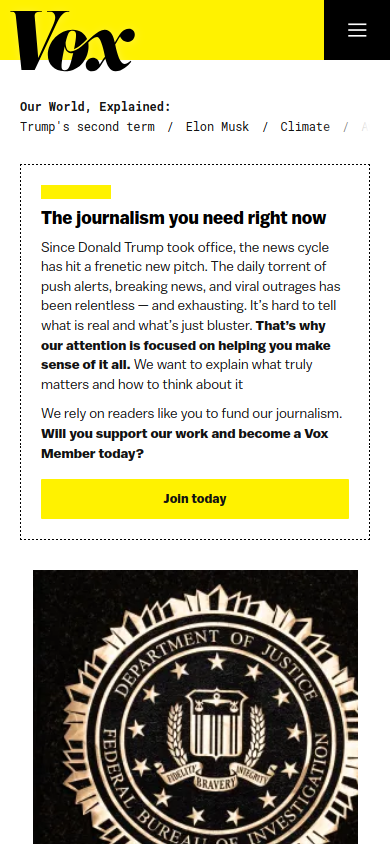 Vox
Our World, Explained:
Trump's second term / Elon Musk / Climate / A
The journalism you need right now
Since Donald Trump took office, the news cycle
has hit a frenetic new pitch. The daily torrent of
push alerts, breaking news, and viral outrages has
been relentless — and exhausting. It's hard to tell
what is real and what's just bluster. That's why
our attention is focused on helping you make
sense of it all. We want to explain what truly
matters and how to think about it
We rely on readers like you to fund our journalism.
Will you support our work and become a Vox
Member today?
Join today
DEPARTMENT OF JUSTICE
FIDELITY BRAVERY INTEGRITY
FEDERAL BUREAU OF INVESTIGATION